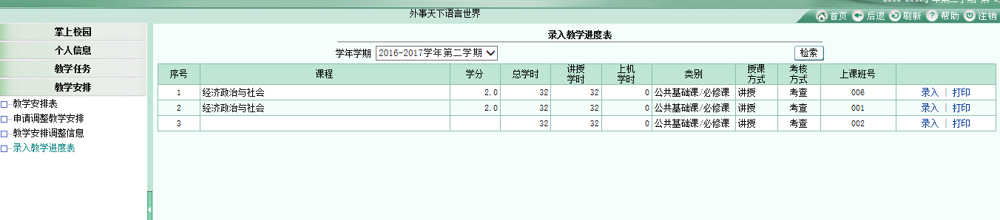 外事天下语言世界
首页 后退 刷新 帮助 注销
掌上校园
个人信息
教学任务
教学安排
教学安排表
申请调整教学安排
教学安排调整信息
录入教学进度表
录入教学进度表
学年学期 2016-2017学年第二学期 检索
序号 课程 学分 总学时 讲授学时 上机学时 类别 授课方式 考核方式 上课班号
1 经济政治与社会 2.0 32 32 0 公共基础课/必修课 讲授 考查 006 录入 | 打印
2 经济政治与社会 2.0 32 32 0 公共基础课/必修课 讲授 考查 001 录入 | 打印
3 32 32 0 公共基础课/必修课 讲授 考查 002 录入 | 打印